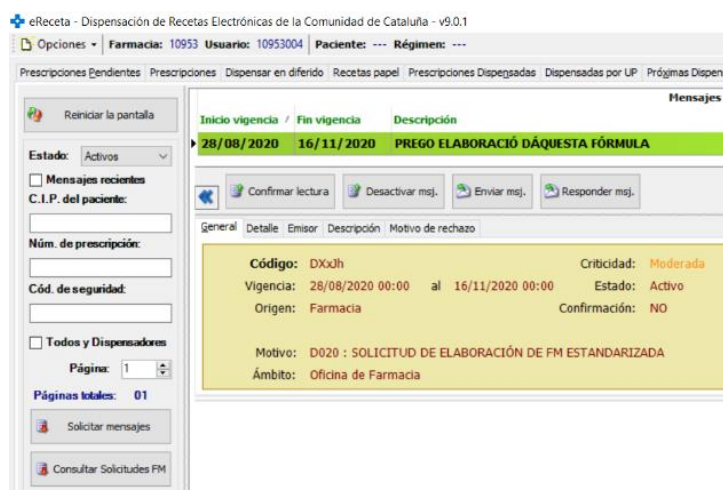 eReceta - Dispensación de Recetas Electrónicas de la Comunidad de Cataluña - v9.0.1
Opciones Farmacia: 10953 Usuario: 10953004 Paciente: --- Régimen: ---
Prescripciones Pendientes Prescripciones Dispensar en diferido Recetas papel Prescripciones Dispensadas Dispensadas por UP Próximas Dispen
Reiniciar la pantalla
Estado: Activos
Mensajes recientes
C.I.P. del paciente:
Núm. de prescripción:
Cód. de seguridad:
Todos y Dispensadores
Página: 1
Páginas totales: 01
Solicitar mensajes
Consultar Solicitudes FM
Mensajes
Inicio vigencia / Fin vigencia Descripción
28/08/2020 16/11/2020 PREGO ELABORACIÓ DÁQUESTA FÓRMULA
Confirmar lectura Desactivar msj. Enviar msj. Responder msj.
General Detalle Emisor Descripción Motivo de rechazo
Código: DXxJh Criticidad: Moderada
Vigencia: 28/08/2020 00:00 al 16/11/2020 00:00 Estado: Activo
Origen: Farmacia Confirmación: NO
Motivo: D020 : SOLICITUD DE ELABORACIÓN DE FM ESTANDARIZADA
Ámbito: Oficina de Farmacia